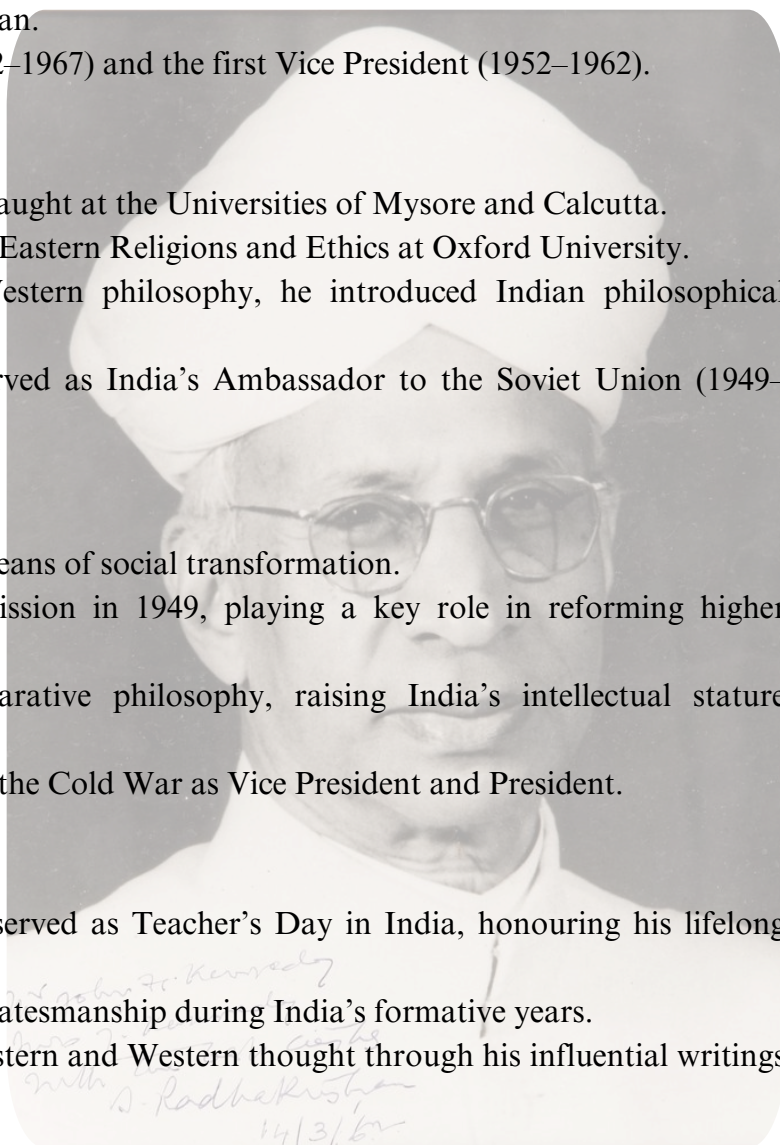 an.
2–1967) and the first Vice President (1952–1962).
aught at the Universities of Mysore and Calcutta.
Eastern Religions and Ethics at Oxford University.
Western philosophy, he introduced Indian philosophical
rved as India’s Ambassador to the Soviet Union (1949–
eans of social transformation.
ission in 1949, playing a key role in reforming higher
arative philosophy, raising India’s intellectual stature
the Cold War as Vice President and President.
served as Teacher’s Day in India, honouring his lifelong
atesmanship during India’s formative years.
stern and Western thought through his influential writings
Kennedy
with
S. Radhakrishnan
14/3/62